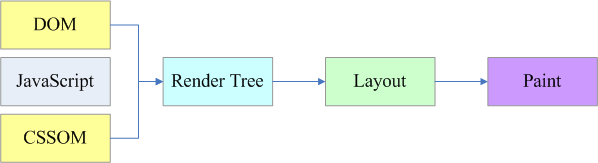 DOM
JavaScript
CSSOM
Render Tree
Layout
Paint